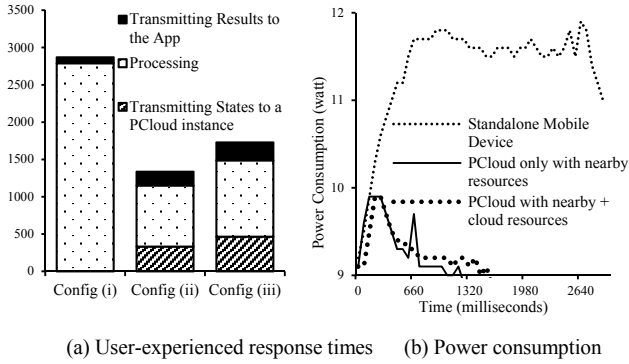 3500
3000
2500
2000
1500
1000
500
0
Transmitting Results to
the App
Processing
Transmitting States to a
PCloud instance
Config (i)
Config (ii)
Config (iii)
(a) User-experienced response times
12
11
10
9
Power Consumption (watt)
Standalone Mobile
Device
PCloud only with nearby
resources
PCloud with nearby +
cloud resources
0
660
1320
1980
2640
Time (milliseconds)
(b) Power consumption